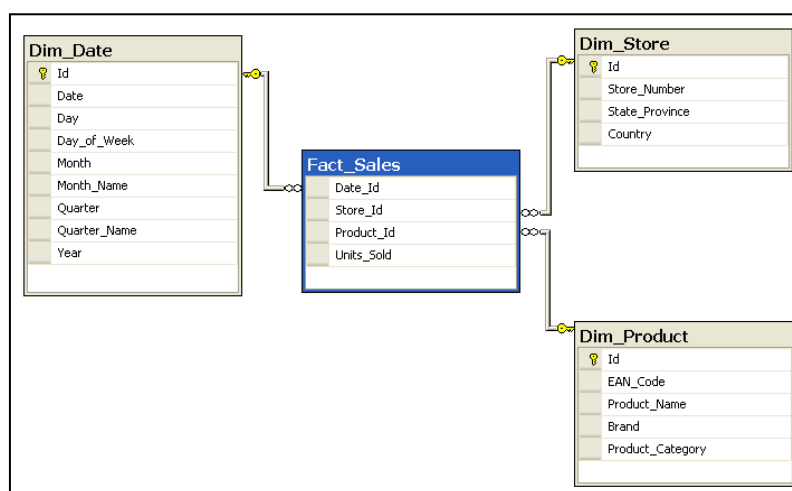 Dim_Date
Id
Date
Day
Day_of_Week
Month
Month_Name
Quarter
Quarter_Name
Year
Fact_Sales
Date_Id
Store_Id
Product_Id
Units_Sold
Dim_Store
Id
Store_Number
State_Province
Country
Dim_Product
Id
EAN_Code
Product_Name
Brand
Product_Category